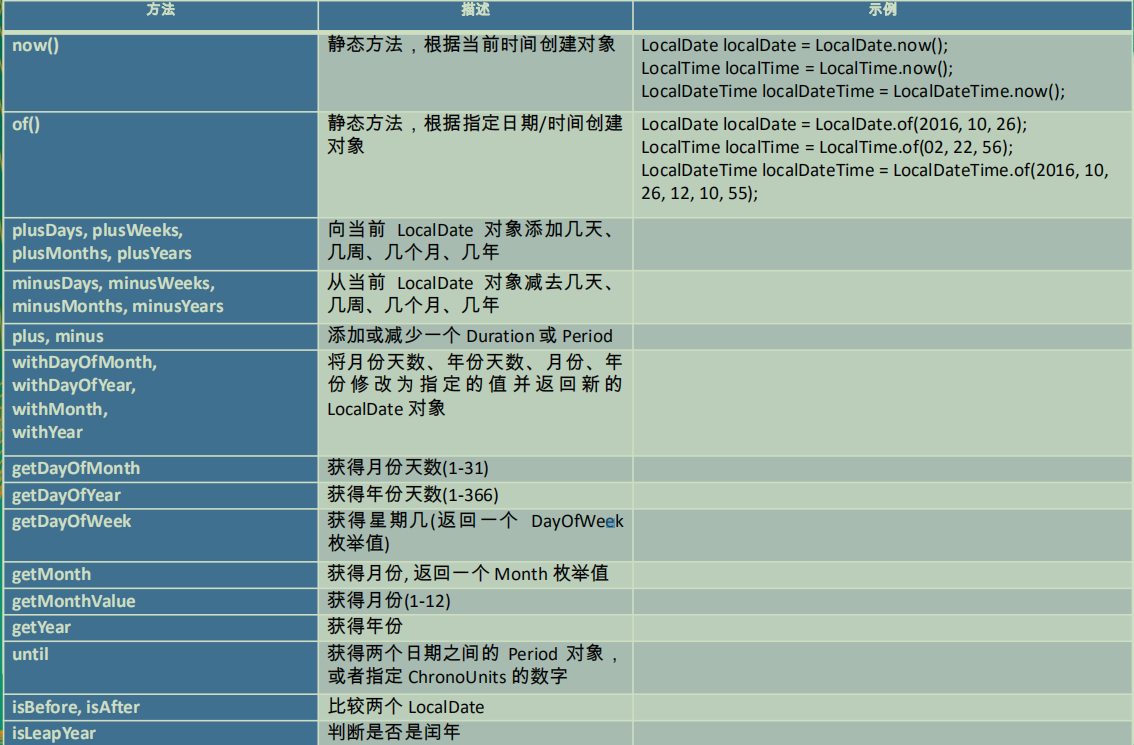 方法 描述 示例
now() 静态方法，根据当前时间创建对象 LocalDate localDate = LocalDate.now();
LocalTime localTime = LocalTime.now();
LocalDateTime localDateTime = LocalDateTime.now();
of() 静态方法，根据指定日期/时间创建 LocalDate localDate = LocalDate.of(2016, 10, 26);
对象 LocalTime localTime = LocalTime.of(02, 22, 56);
LocalDateTime localDateTime = LocalDateTime.of(2016, 10,
26, 12, 10, 55);
plusDays, plusWeeks, 向当前 LocalDate 对象添加几天、
plusMonths, plusYears 几周、几个月、几年
minusDays, minusWeeks, 从当前 LocalDate 对象减去几天、
minusMonths, minusYears 几周、几个月、几年
plus, minus 添加或减少一个 Duration 或 Period
withDayOfMonth, 将月份天数、年份天数、月份、年
withDayOfYear, 份修改为指定的值并返回新的
withMonth, LocalDate 对象
withYear
getDayOfMonth 获得月份天数(1-31)
getDayOfYear 获得年份天数(1-366)
getDayOfWeek 获得星期几(返回一个 DayOfWeek
枚举值)
getMonth 获得月份, 返回一个 Month 枚举值
getMonthValue 获得月份(1-12)
getYear 获得年份
until 获得两个日期之间的 Period 对象，
或者指定 ChronoUnits 的数字
isBefore, isAfter 比较两个 LocalDate
isLeapYear 判断是否是闰年